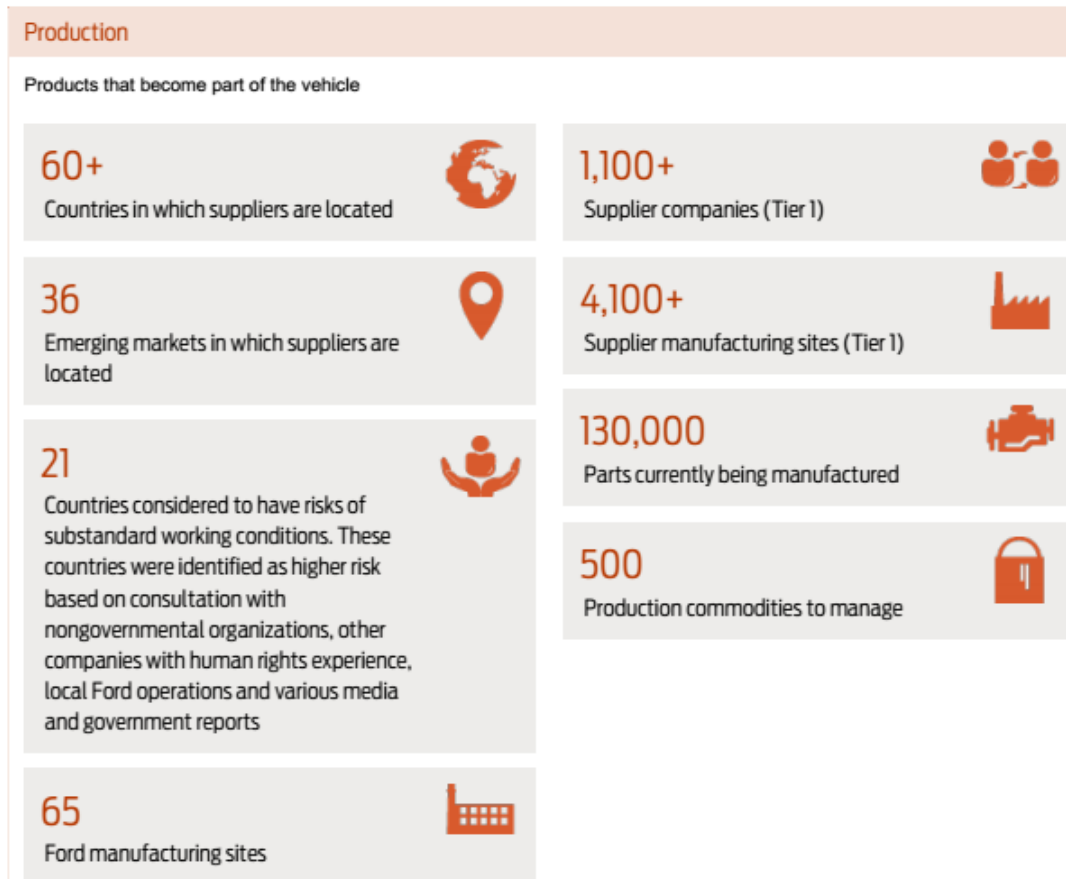 Production
Products that become part of the vehicle
60+
Countries in which suppliers are located
36
Emerging markets in which suppliers are
located
21
Countries considered to have risks of
substandard working conditions. These
countries were identified as higher risk
based on consultation with
nongovernmental organizations, other
companies with human rights experience,
local Ford operations and various media
and government reports
65
Ford manufacturing sites
1,100+
Supplier companies (Tier 1)
4,100+
Supplier manufacturing sites (Tier 1)
130,000
Parts currently being manufactured
500
Production commodities to manage